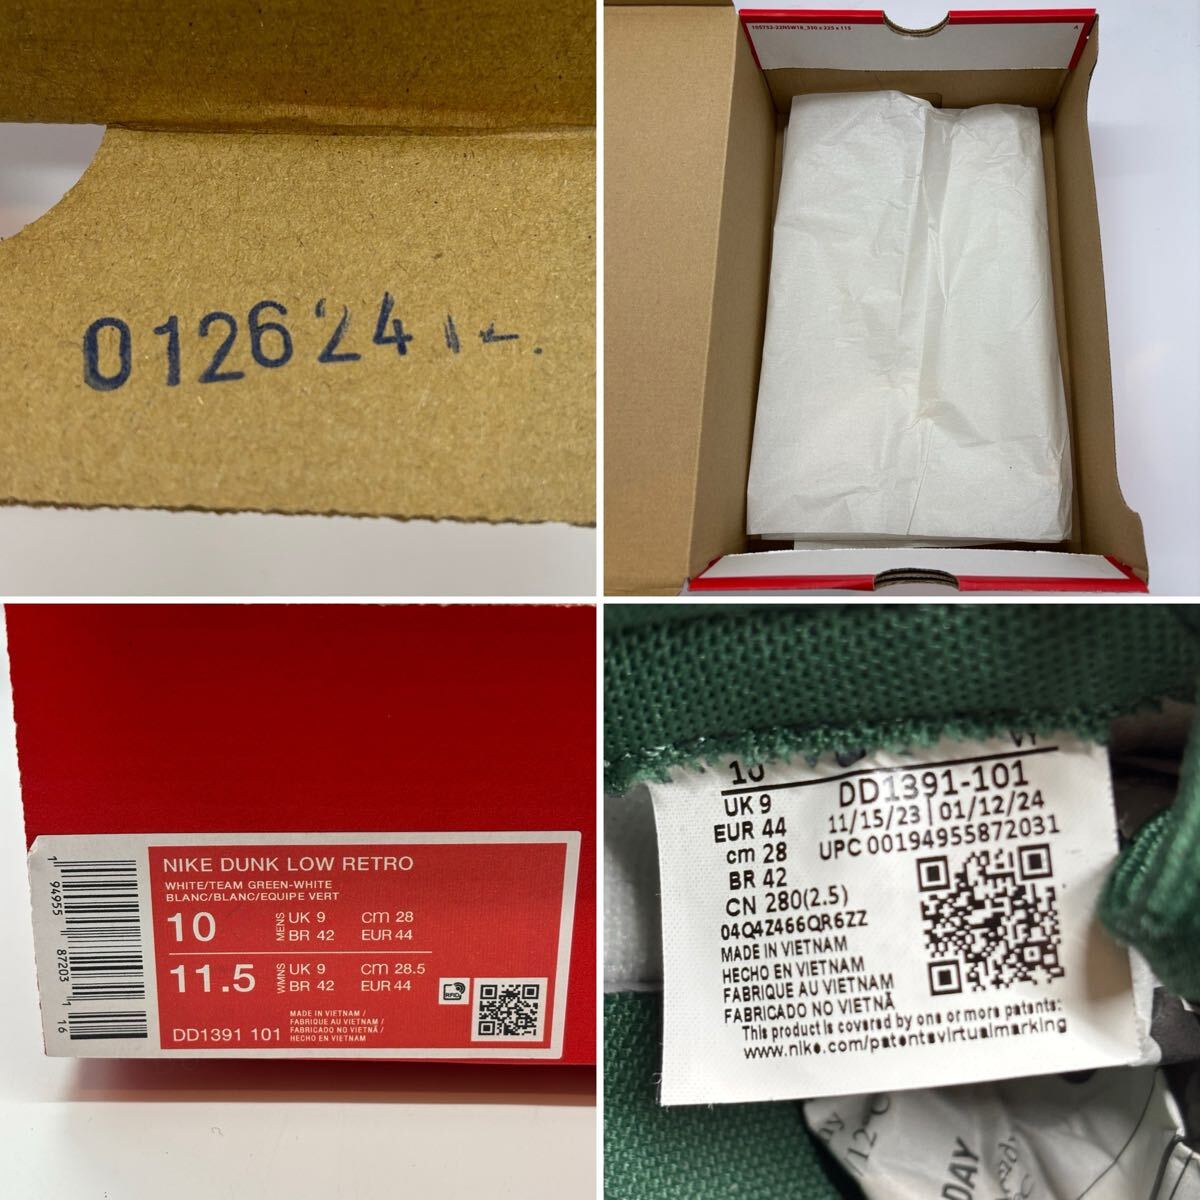 012624
105752-22NSW18_330 x 225 x 115
A
NIKE DUNK LOW RETRO
WHITE/TEAM GREEN-WHITE
BLANC/BLANC/EQUIPE VERT
10 MENS UK 9 cm 28
BR 42 EUR 44
11.5 WMNS UK 9 cm 28.5
BR 42 EUR 44
RFID
DD1391 101
MADE IN VIETNAM /
FABRIQUE AU VIETNAM /
FABRICADO NO VIETNÃ /
HECHO EN VIETNAM
1 94955 87203 1 16
10 VY
UK 9
EUR 44
cm 28
BR 42
CN 280(2.5)
DD1391-101
11/15/23 | 01/12/24
UPC 00194955872031
04Q4Z466QR6ZZ
MADE IN VIETNAM
HECHO EN VIETNAM
FABRIQUE AU VIETNAM
FABRICADO NO VIETNÃ
This product is covered by one or more patents:
www.nike.com/patentsvirtualmarking
DAY